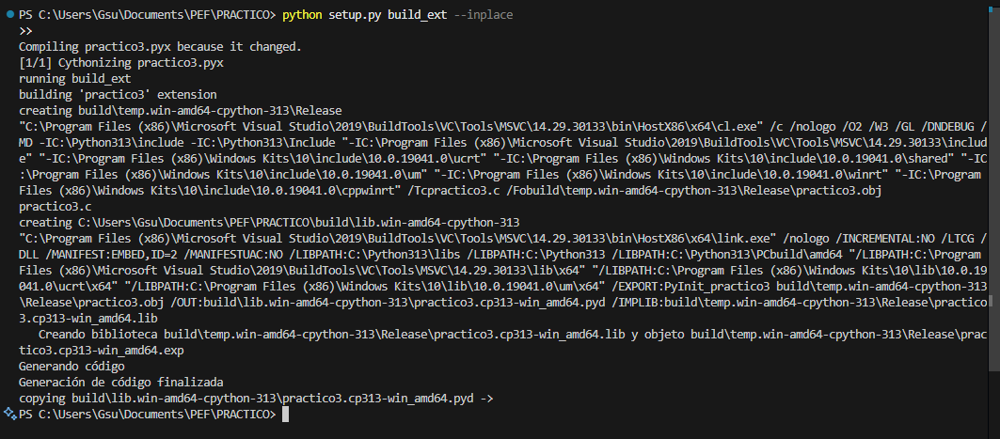 PS C:\Users\Gsu\Documents\PEF\PRACTICO> python setup.py build_ext --inplace
>>
Compiling practico3.pyx because it changed.
[1/1] Cythonizing practico3.pyx
running build_ext
building 'practico3' extension
creating build\temp.win-amd64-cpython-313\Release
"C:\Program Files (x86)\Microsoft Visual Studio\2019\BuildTools\VC\Tools\MSVC\14.29.30133\bin\HostX86\x64\cl.exe" /c /nologo /O2 /W3 /GL /DNDEBUG /
MD -IC:\Python313\include -IC:\Python313\Include "-IC:\Program Files (x86)\Microsoft Visual Studio\2019\BuildTools\VC\Tools\MSVC\14.29.30133\includ
e" "-IC:\Program Files (x86)\Windows Kits\10\include\10.0.19041.0\ucrt" "-IC:\Program Files (x86)\Windows Kits\10\include\10.0.19041.0\shared" "-IC
:\Program Files (x86)\Windows Kits\10\include\10.0.19041.0\um" "-IC:\Program Files (x86)\Windows Kits\10\include\10.0.19041.0\winrt" "-IC:\Program 
Files (x86)\Windows Kits\10\include\10.0.19041.0\cppwinrt" /Tcpractico3.c /Fobuild\temp.win-amd64-cpython-313\Release\practico3.obj
practico3.c
creating C:\Users\Gsu\Documents\PEF\PRACTICO\build\lib.win-amd64-cpython-313
"C:\Program Files (x86)\Microsoft Visual Studio\2019\BuildTools\VC\Tools\MSVC\14.29.30133\bin\HostX86\x64\link.exe" /nologo /INCREMENTAL:NO /LTCG /
DLL /MANIFEST:EMBED,ID=2 /MANIFESTUAC:NO /LIBPATH:C:\Python313\libs /LIBPATH:C:\Python313 /LIBPATH:C:\Python313\PCbuild\amd64 "/LIBPATH:C:\Program 
Files (x86)\Microsoft Visual Studio\2019\BuildTools\VC\Tools\MSVC\14.29.30133\lib\x64" "/LIBPATH:C:\Program Files (x86)\Windows Kits\10\lib\10.0.19
041.0\ucrt\x64" "/LIBPATH:C:\Program Files (x86)\Windows Kits\10\lib\10.0.19041.0\um\x64" /EXPORT:PyInit_practico3 build\temp.win-amd64-cpython-313
\Release\practico3.obj /OUT:build\lib.win-amd64-cpython-313\practico3.cp313-win_amd64.pyd /IMPLIB:build\temp.win-amd64-cpython-313\Release\practico
3.cp313-win_amd64.lib
Creando biblioteca build\temp.win-amd64-cpython-313\Release\practico3.cp313-win_amd64.lib y objeto build\temp.win-amd64-cpython-313\Release\prac
tico3.cp313-win_amd64.exp
Generando código
Generación de código finalizada
copying build\lib.win-amd64-cpython-313\practico3.cp313-win_amd64.pyd ->
PS C:\Users\Gsu\Documents\PEF\PRACTICO>